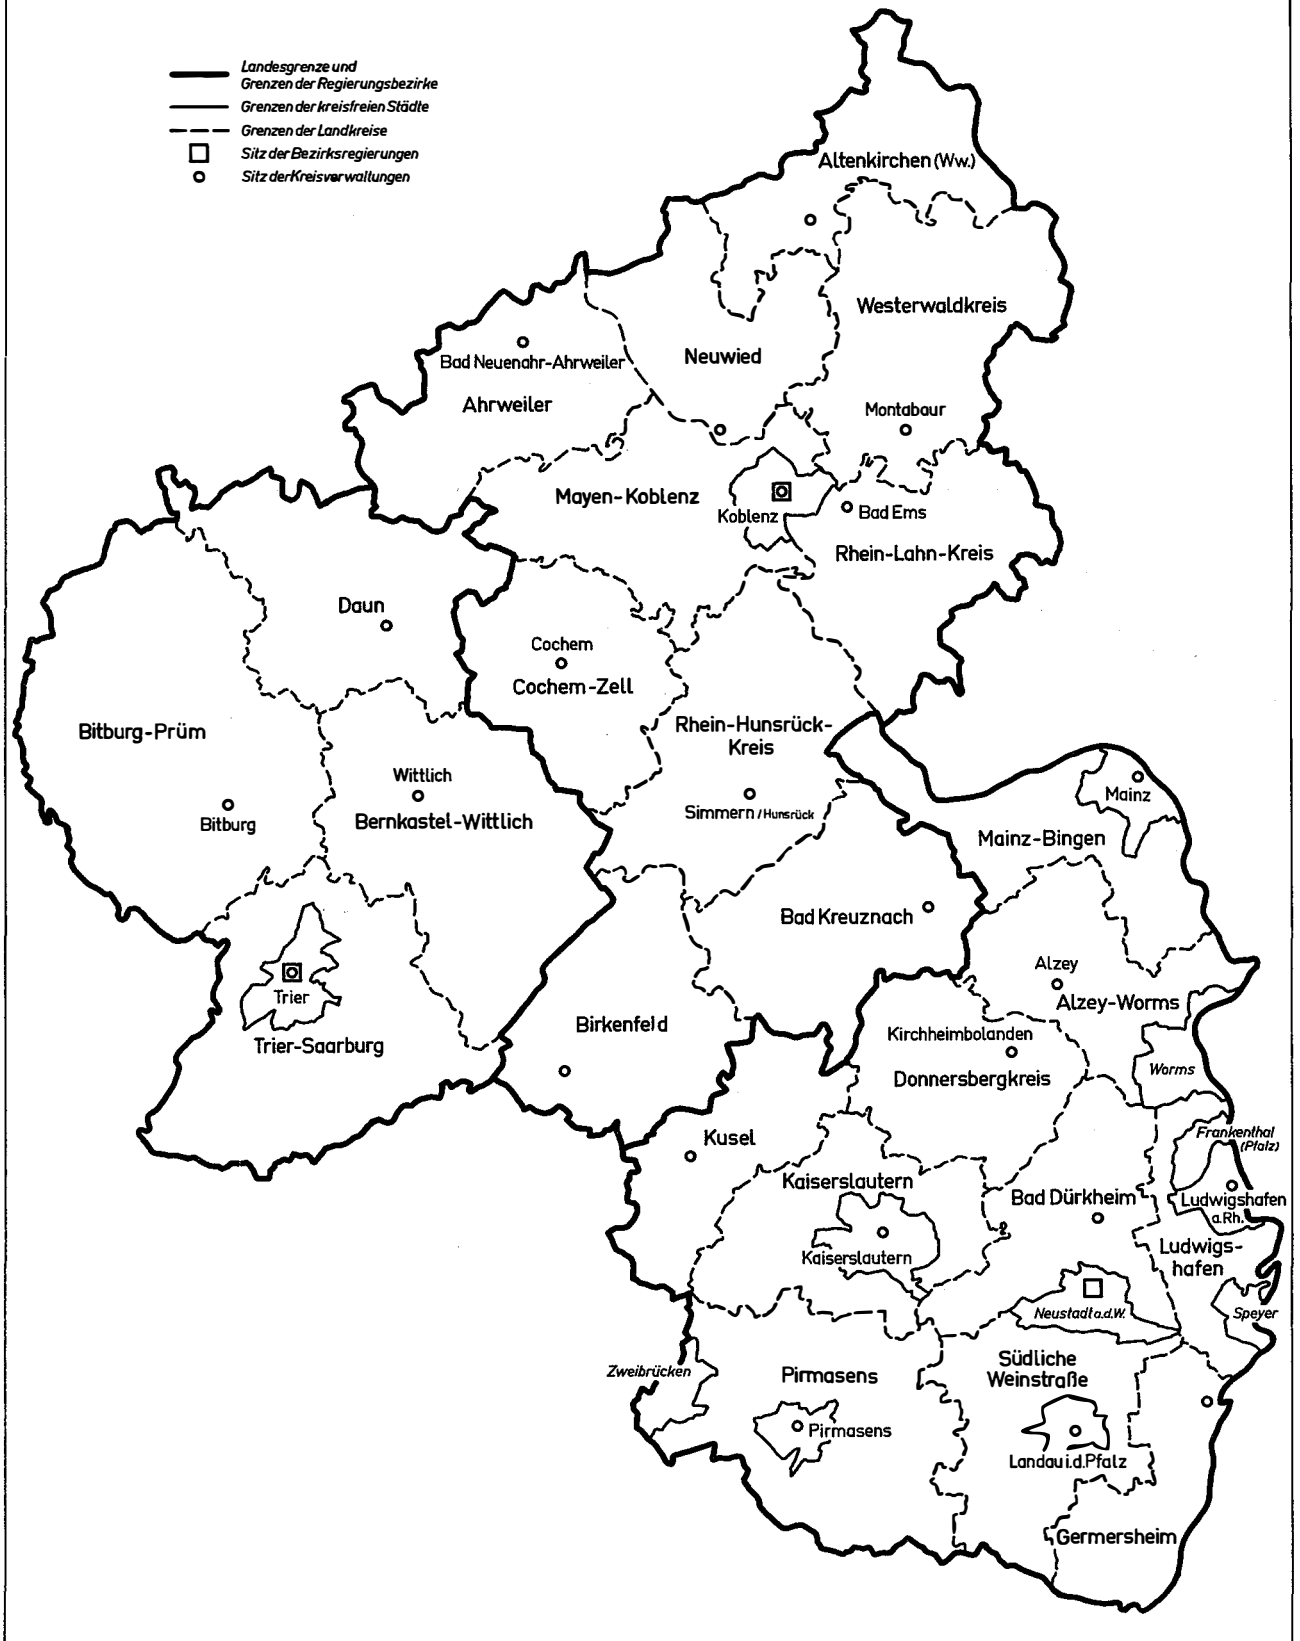 Landesgrenze und
Grenzen der Regierungsbezirke
Grenzen der kreisfreien Städte
Grenzen der Landkreise
Sitz der Bezirksregierungen
Sitz der Kreisverwaltungen
Altenkirchen (Ww.)
Westerwaldkreis
Neuwied
Bad Neuenahr-Ahrweiler
Ahrweiler
Montabaur
Mayen-Koblenz
Koblenz
Bad Ems
Rhein-Lahn-Kreis
Daun
Cochem
Cochem-Zell
Bitburg-Prüm
Rhein-Hunsrück-
Kreis
Wittlich
Bitburg
Bernkastel-Wittlich
Simmern/Hunsrück
Mainz
Mainz-Bingen
Bad Kreuznach
Alzey
Alzey-Worms
Trier
Trier-Saarburg
Birkenfeld
Kirchheimbolanden
Donnersbergkreis
Worms
Kusel
Frankenthal
(Pfalz)
Kaiserslautern
Bad Dürkheim
Ludwigshafen
a.Rh.
Kaiserslautern
Ludwigs-
hafen
Neustadt a.d.W.
Speyer
Zweibrücken
Pirmasens
Südliche
Weinstraße
Pirmasens
Landau i.d.Pfalz
Germersheim